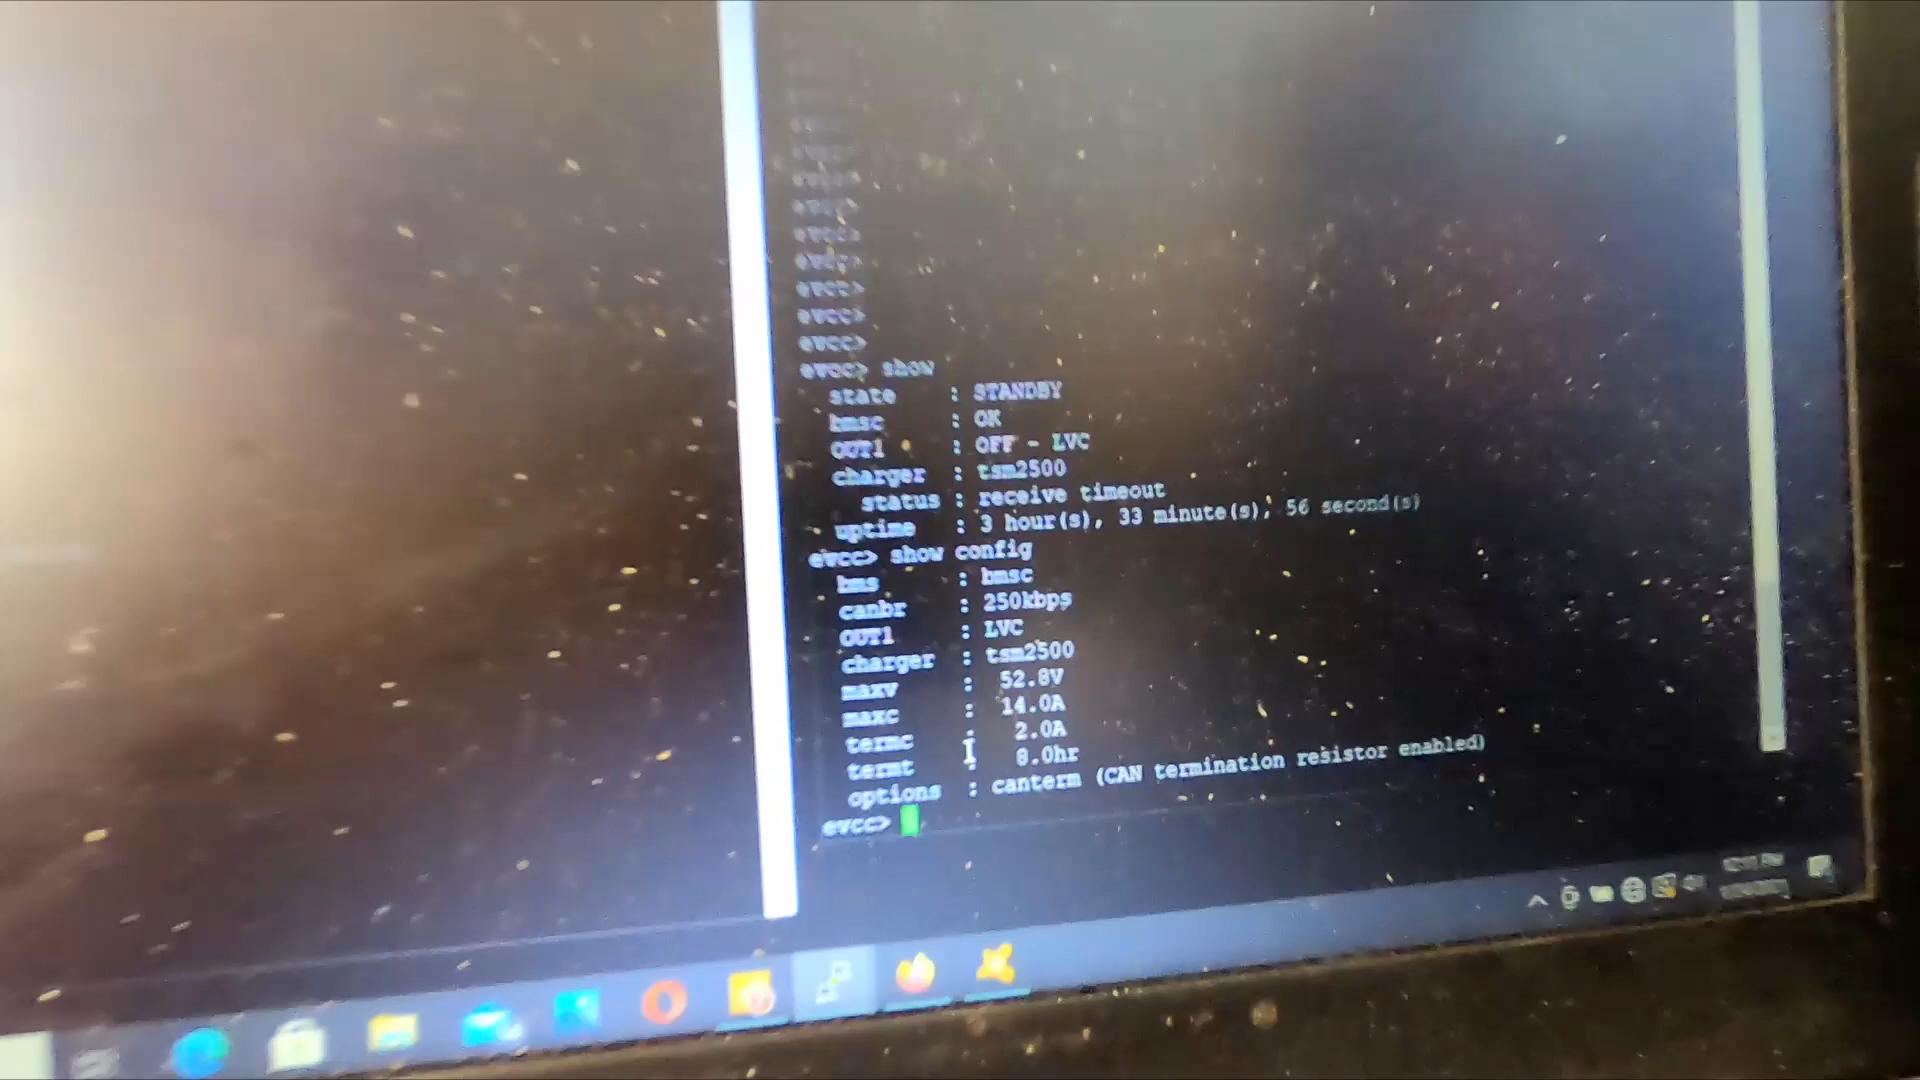 evcc>
evcc>
evcc>
evcc>
evcc>
evcc>
evcc> show
state : STANDBY
bmsc : OK
OUT1 : OFF - LVC
charger : tsm2500
status : receive timeout
uptime : 3 hour(s), 33 minute(s), 56 second(s)
evcc> show config
bms : bmsc
canbr : 250kbps
OUT1 : LVC
charger : tsm2500
maxv : 52.8V
maxc : 14.0A
termc : 2.0A
termt : 8.0hr
options : canterm (CAN termination resistor enabled)
evcc>